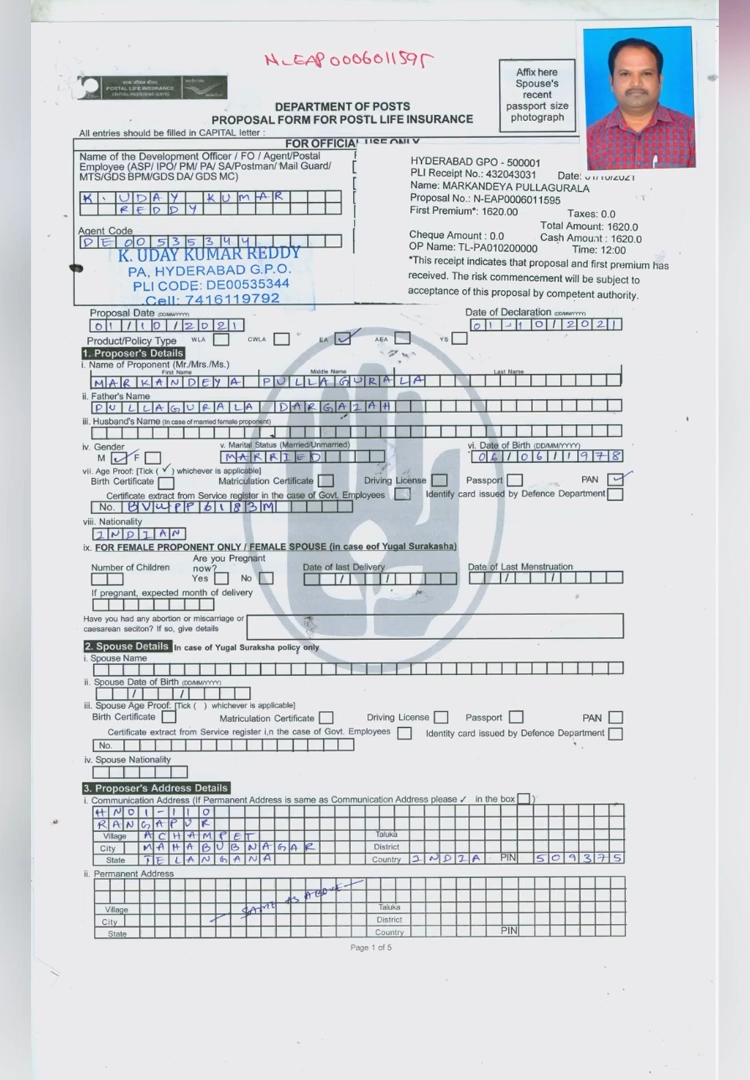 NLEAP0006011595
POSTAL LIFE INSURANCE
Affix here
Spouse's
recent
passport size
photograph
DEPARTMENT OF POSTS
PROPOSAL FORM FOR POSTL LIFE INSURANCE
All entries should be filled in CAPITAL letter :
FOR OFFICIAL USE ONLY
Name of the Development Officer / FO / Agent/Postal
Employee (ASP/ IPO/ PM/ PA/ SA/Postman/ Mail Guard/
MTS/GDS BPM/GDS DA/ GDS MC)
K. UDAY KUMAR
REDDY
Agent Code
DE00535344
K. UDAY KUMAR REDDY
PA, HYDERABAD G.P.O.
PLI CODE: DE00535344
Cell: 7416119792
HYDERABAD GPO - 500001
PLI Receipt No.: 432043031 Date: 01/10/2021
Name: MARKANDEYA PULLAGURALA
Proposal No.: N-EAP0006011595
First Premium*: 1620.00 Taxes: 0.0
Total Amount: 1620.0
Cheque Amount : 0.0 Cash Amount : 1620.0
OP Name: TL-PA010200000 Time: 12:00
*This receipt indicates that proposal and first premium has
received. The risk commencement will be subject to
acceptance of this proposal by competent authority.
Proposal Date (DDMMYYYY) Date of Declaration (DDMMYYYY)
01/10/2021 01-10/2021
Product/Policy Type WLA CWLA EA ✓ AEA YS
1. Proposer's Details
i. Name of Proponent (Mr./Mrs./Ms.)
First Name Middle Name Last Name
MARKANDEYA PULLAGURALA
ii. Father's Name
PULLAGURALA DARGAIAH
iii. Husband's Name (In case of married female proponent)
iv. Gender v. Marital Status (Married/Unmarried) vi. Date of Birth (DDMMYYYY)
M ✓ F MARRIED 06/06/1978
vii. Age Proof: [Tick ( ✓ ) whichever is applicable]
Birth Certificate Matriculation Certificate Driving License Passport PAN ✓
Certificate extract from Service register in the case of Govt. Employees Identity card issued by Defence Department
No. BVWPP6183M
viii. Nationality
INDIAN
ix. FOR FEMALE PROPONENT ONLY / FEMALE SPOUSE (in case eof Yugal Surakasha)
Number of Children Are you Pregnant now? Yes No Date of last Delivery Date of Last Menstruation
If pregnant, expected month of delivery
Have you had any abortion or miscarriage or
caesarean seciton? If so, give details
2. Spouse Details In case of Yugal Suraksha policy only
i. Spouse Name
ii. Spouse Date of Birth (DDMMYYYY)
iii. Spouse Age Proof: [Tick ( ) whichever is applicable]
Birth Certificate Matriculation Certificate Driving License Passport PAN
Certificate extract from Service register i,n the case of Govt. Employees Identity card issued by Defence Department
No.
iv. Spouse Nationality
3. Proposer's Address Details
i. Communication Address (If Permanent Address is same as Communication Address please ✓ in the box )
HNO1-110
RANGAPUR
Village ACHAMPET Taluka
City MAHABUBNAGAR District
State TELANGANA Country INDIA PIN 509375
ii. Permanent Address
SAME AS ABOVE
Village Taluka
City District
State Country PIN
Page 1 of 5